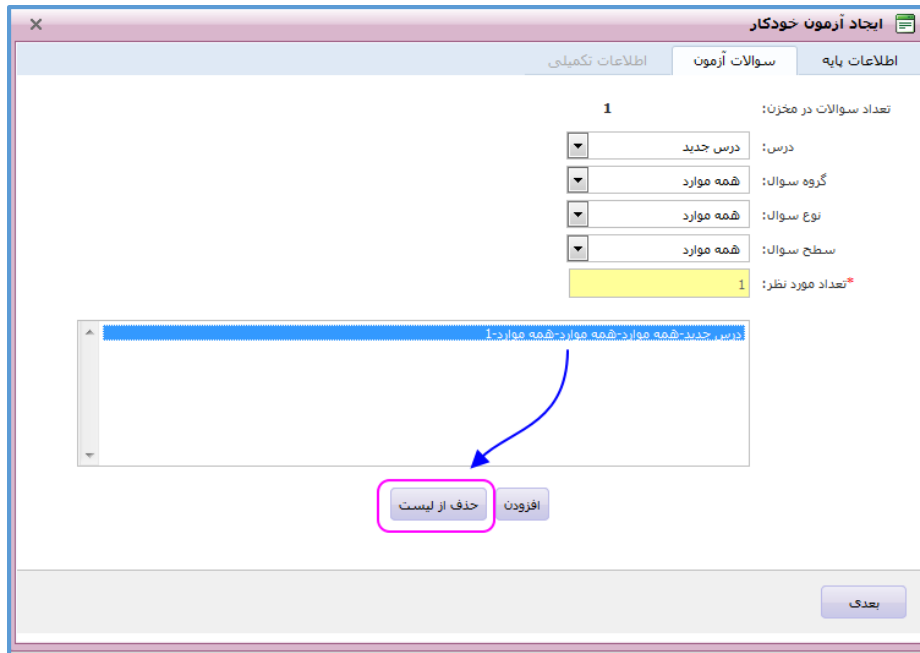 ایجاد آزمون خودکار
اطلاعات پایه
سوالات آزمون
اطلاعات تکمیلی
تعداد سوالات در مخزن: 1
درس: درس جدید
گروه سوال: همه موارد
نوع سوال: همه موارد
سطح سوال: همه موارد
*تعداد مورد نظر: 1
درس جدید-همه موارد-همه موارد-همه موارد-1
افزودن
حذف از لیست
بعدی